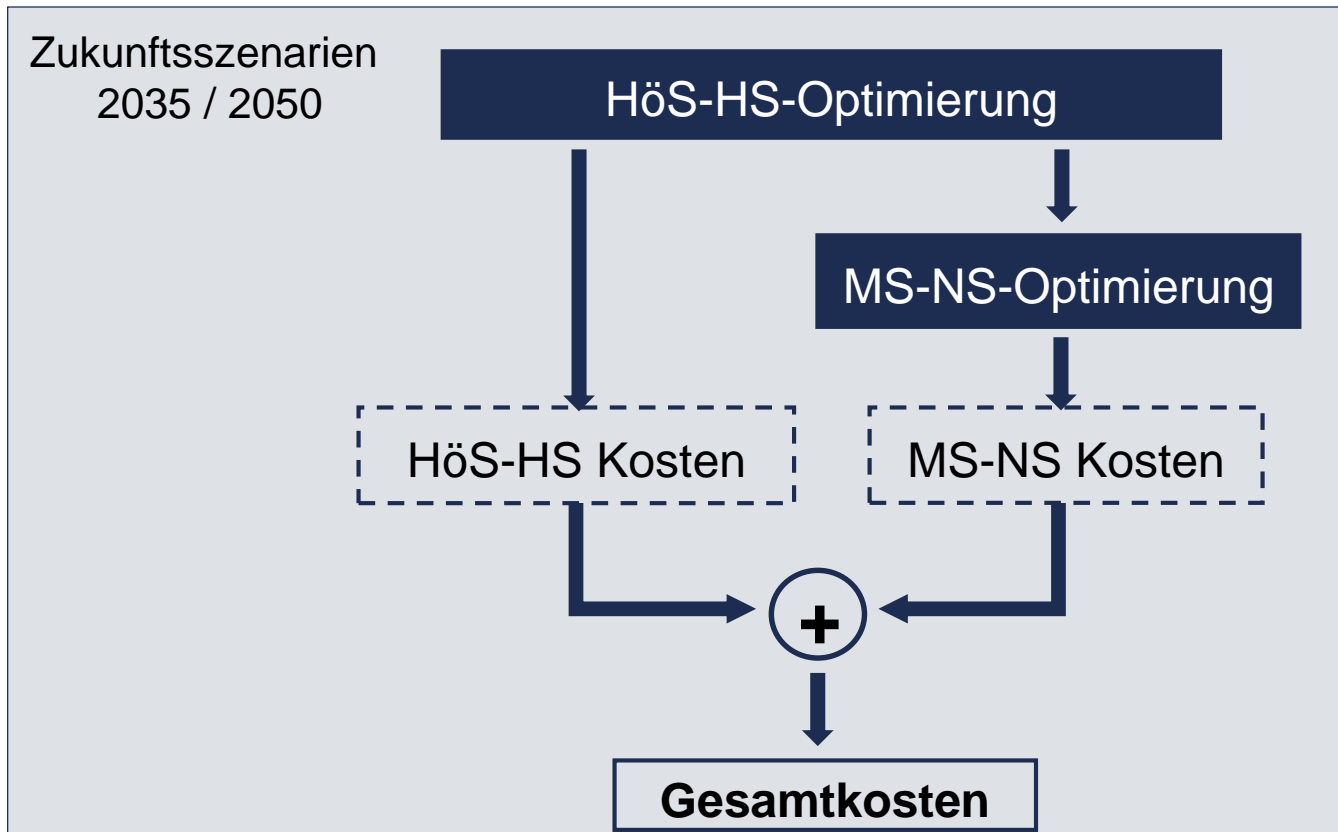 Zukunftsszenarien
2035 / 2050
HöS-HS-Optimierung
MS-NS-Optimierung
HöS-HS Kosten
MS-NS Kosten
+
Gesamtkosten